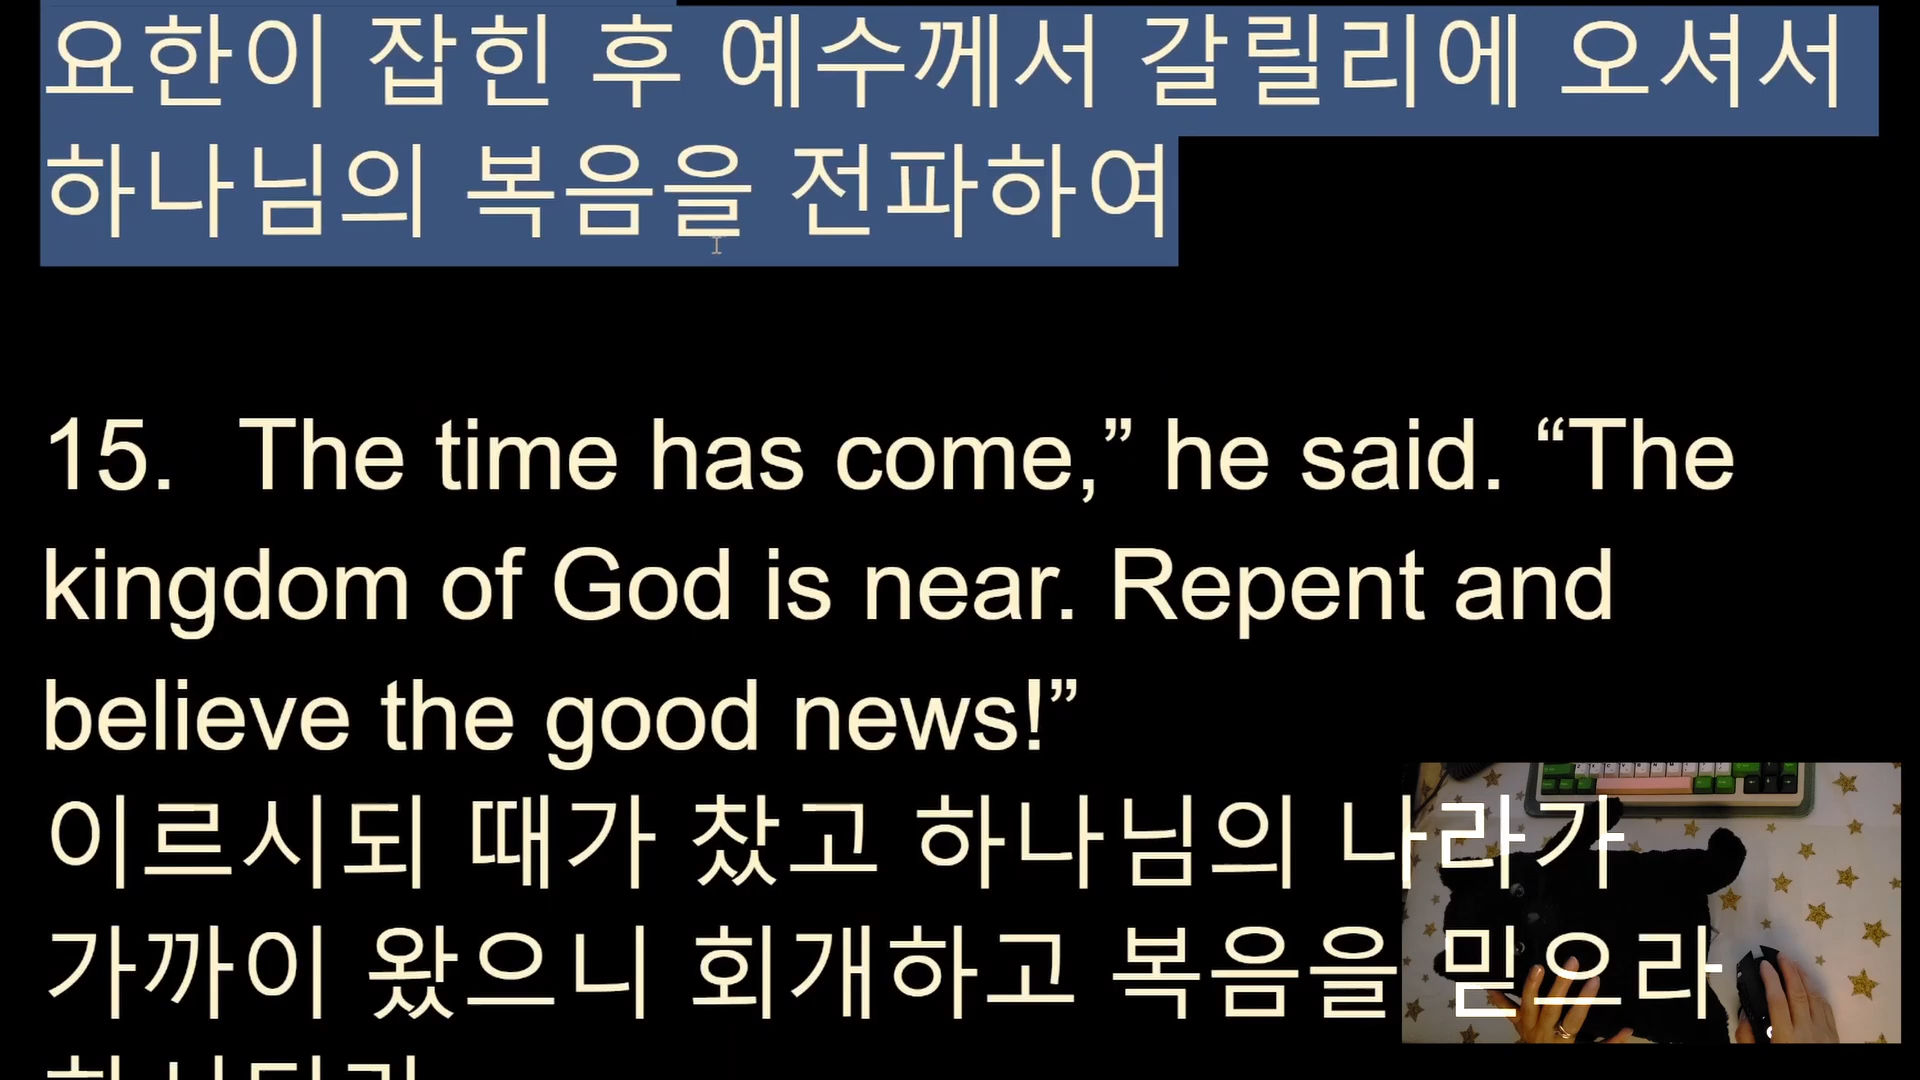 요한이 잡힌 후 예수께서 갈릴리에 오셔서
하나님의 복음을 전파하여
15.  The time has come,” he said. “The
kingdom of God is near. Repent and
believe the good news!”
이르시되 때가 찼고 하나님의 나라가
가까이 왔으니 회개하고 복음을 믿으라